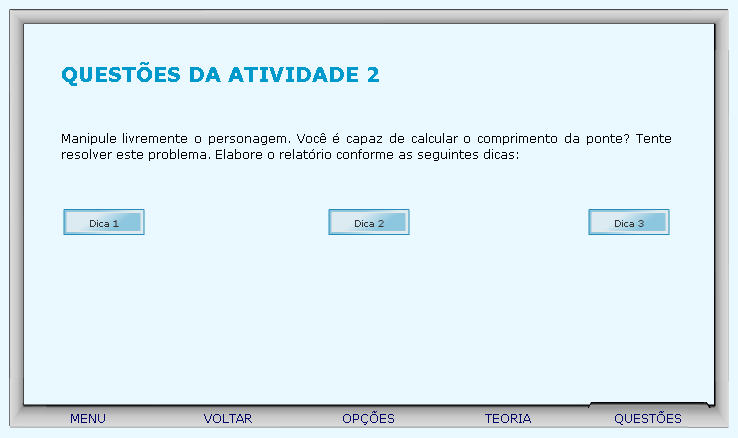 QUESTÕES DA ATIVIDADE 2
Manipule livremente o personagem. Você é capaz de calcular o comprimento da ponte? Tente
resolver este problema. Elabore o relatório conforme as seguintes dicas:
Dica 1 Dica 2 Dica 3
MENU VOLTAR OPÇÕES TEORIA QUESTÕES